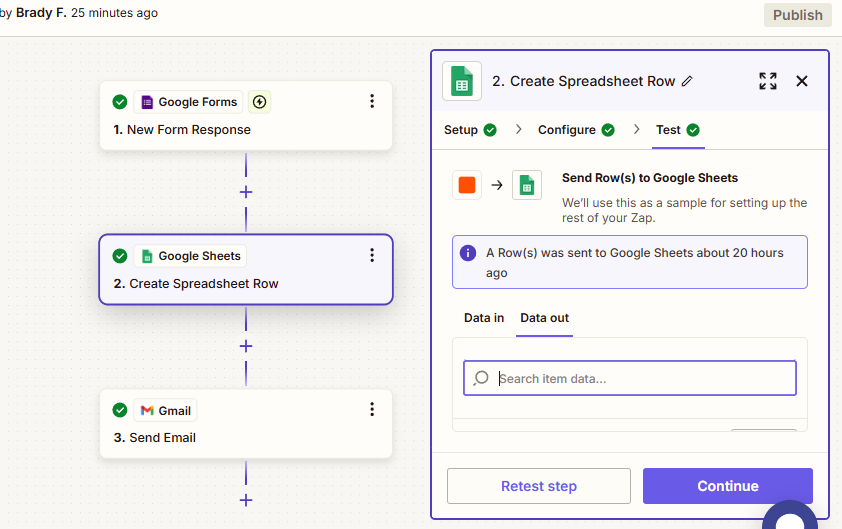 by Brady F. 25 minutes ago
Publish
Google Forms
1. New Form Response
Google Sheets
2. Create Spreadsheet Row
Gmail
3. Send Email
2. Create Spreadsheet Row
Setup
Configure
Test
Send Row(s) to Google Sheets
We'll use this as a sample for setting up the
rest of your Zap.
A Row(s) was sent to Google Sheets about 20 hours
ago
Data in
Data out
Search item data...
Retest step
Continue